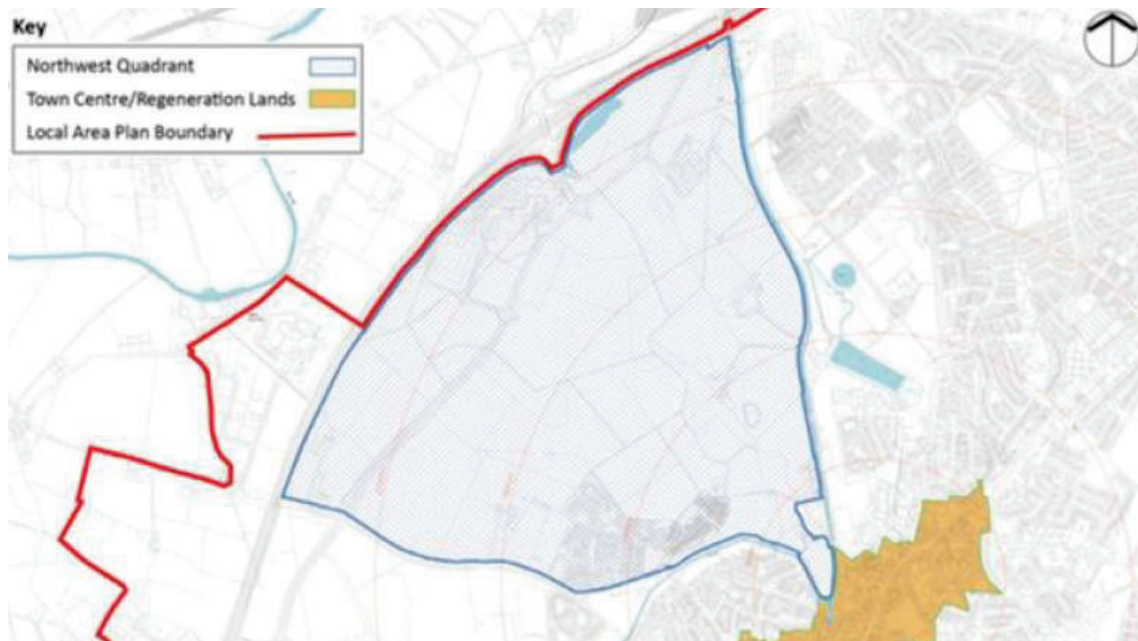 Key
Northwest Quadrant
Town Centre/Regeneration Lands
Local Area Plan Boundary